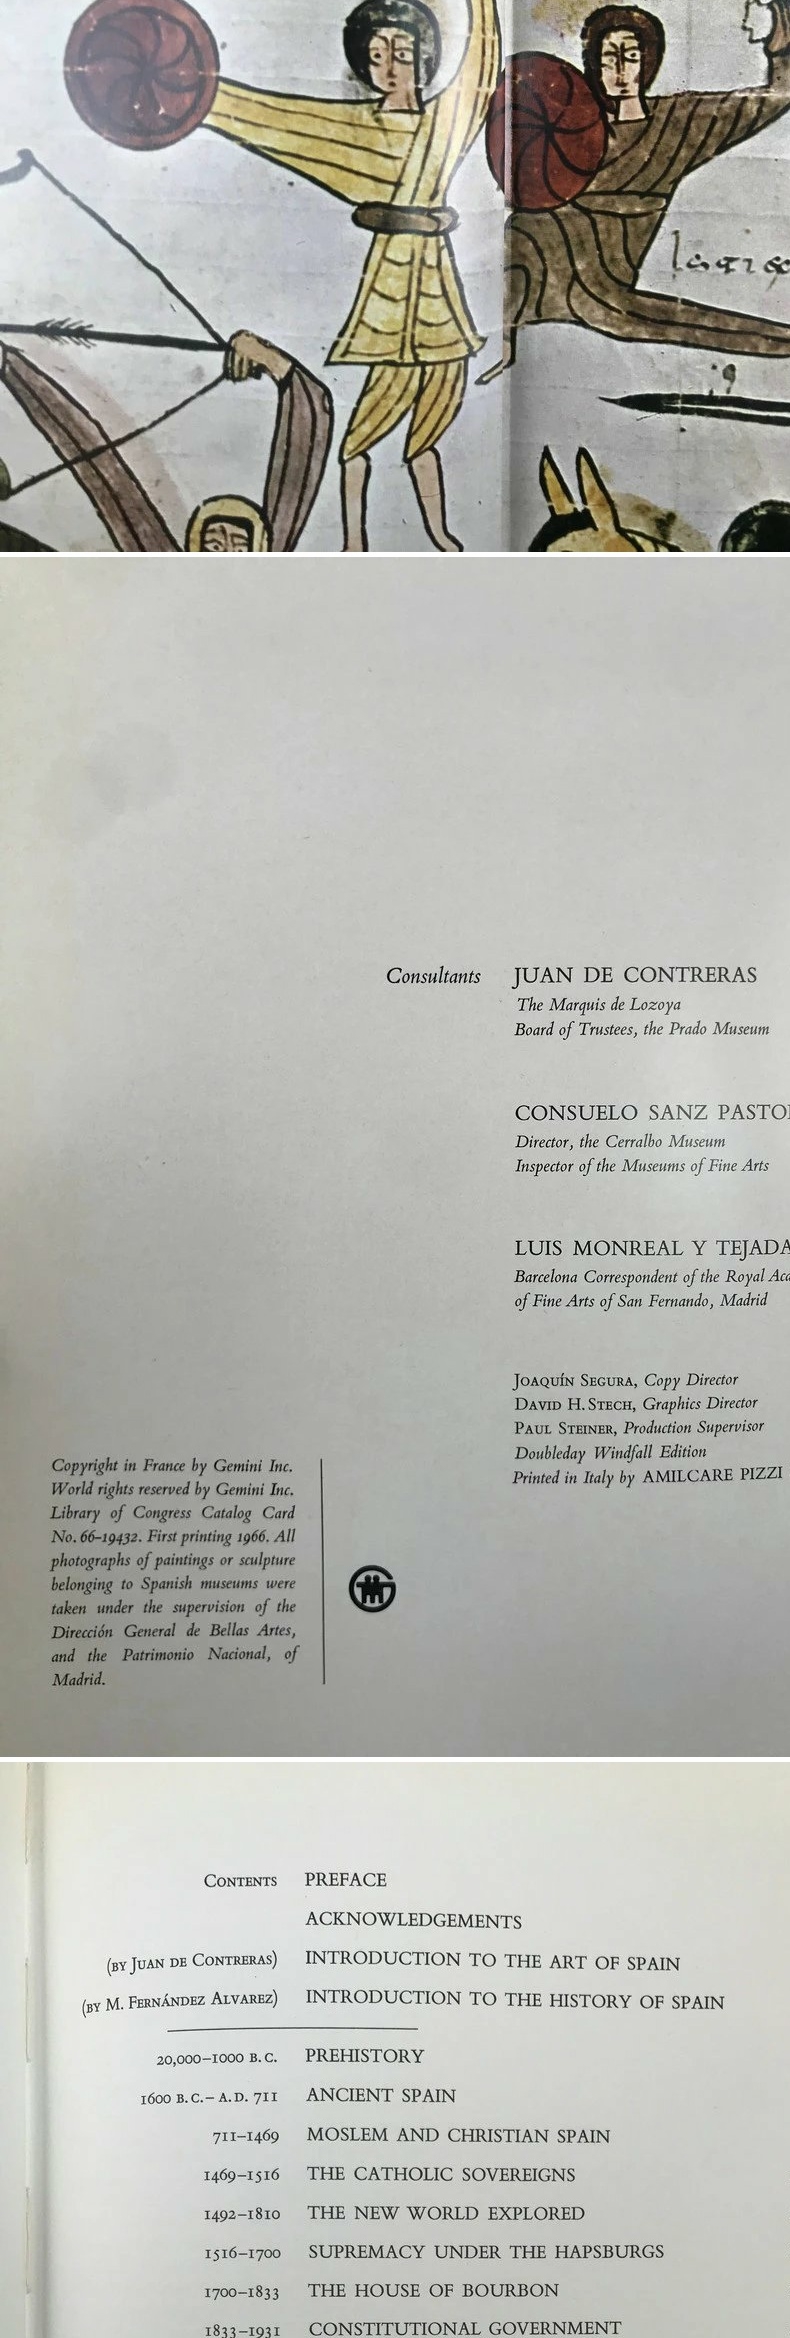 Consultants JUAN DE CONTRERAS
The Marquis de Lozoya
Board of Trustees, the Prado Museum
CONSUELO SANZ PASTO
Director, the Cerralbo Museum
Inspector of the Museums of Fine Arts
LUIS MONREAL Y TEJADA
Barcelona Correspondent of the Royal Aca
of Fine Arts of San Fernando, Madrid
JOAQUÍN SEGURA, Copy Director
DAVID H. STECH, Graphics Director
PAUL STEINER, Production Supervisor
Doubleday Windfall Edition
Printed in Italy by AMILCARE PIZZI
Copyright in France by Gemini Inc.
World rights reserved by Gemini Inc.
Library of Congress Catalog Card
No. 66–19432. First printing 1966. All
photographs of paintings or sculpture
belonging to Spanish museums were
taken under the supervision of the
Dirección General de Bellas Artes,
and the Patrimonio Nacional, of
Madrid.
CONTENTS PREFACE
ACKNOWLEDGEMENTS
(BY JUAN DE CONTRERAS) INTRODUCTION TO THE ART OF SPAIN
(BY M. FERNÁNDEZ ALVAREZ) INTRODUCTION TO THE HISTORY OF SPAIN
20,000–1000 B.C. PREHISTORY
1600 B.C.– A.D. 711 ANCIENT SPAIN
711–1469 MOSLEM AND CHRISTIAN SPAIN
1469–1516 THE CATHOLIC SOVEREIGNS
1492–1810 THE NEW WORLD EXPLORED
1516–1700 SUPREMACY UNDER THE HAPSBURGS
1700–1833 THE HOUSE OF BOURBON
1833–1931 CONSTITUTIONAL GOVERNMENT